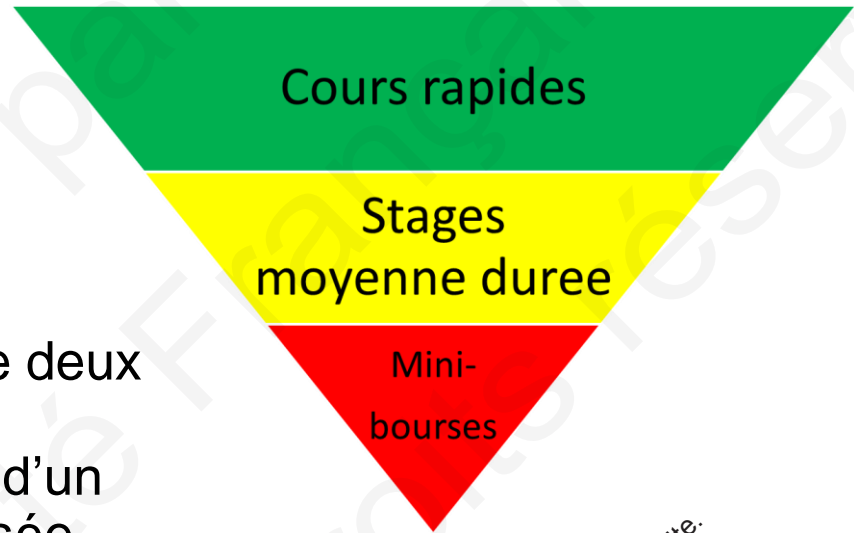 Cours rapides
Stages
moyenne duree
Mini-
bourses
deux
d'un